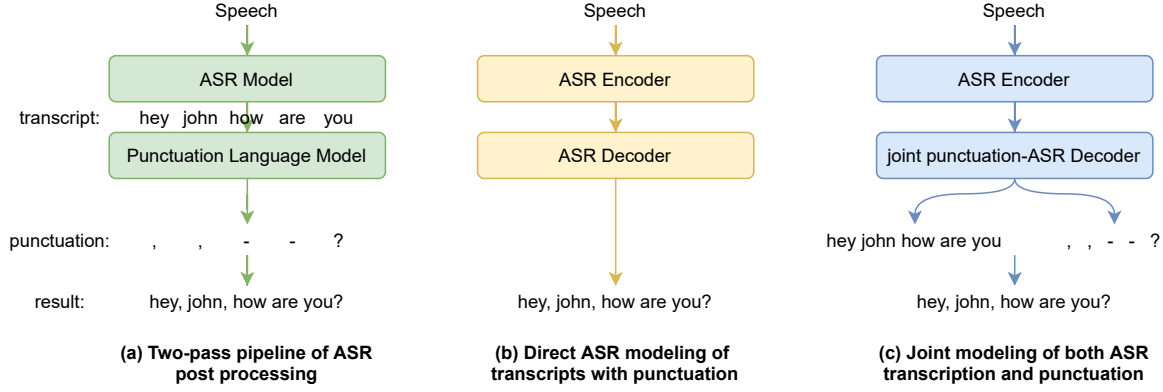 Speech
ASR Model
transcript: hey john how are you
Punctuation Language Model
punctuation: , , - - ?
result: hey, john, how are you?
(a) Two-pass pipeline of ASR
post processing
Speech
ASR Encoder
ASR Decoder
hey, john, how are you?
(b) Direct ASR modeling of
transcripts with punctuation
Speech
ASR Encoder
joint punctuation-ASR Decoder
hey john how are you , , - - ?
hey, john, how are you?
(c) Joint modeling of both ASR
transcription and punctuation